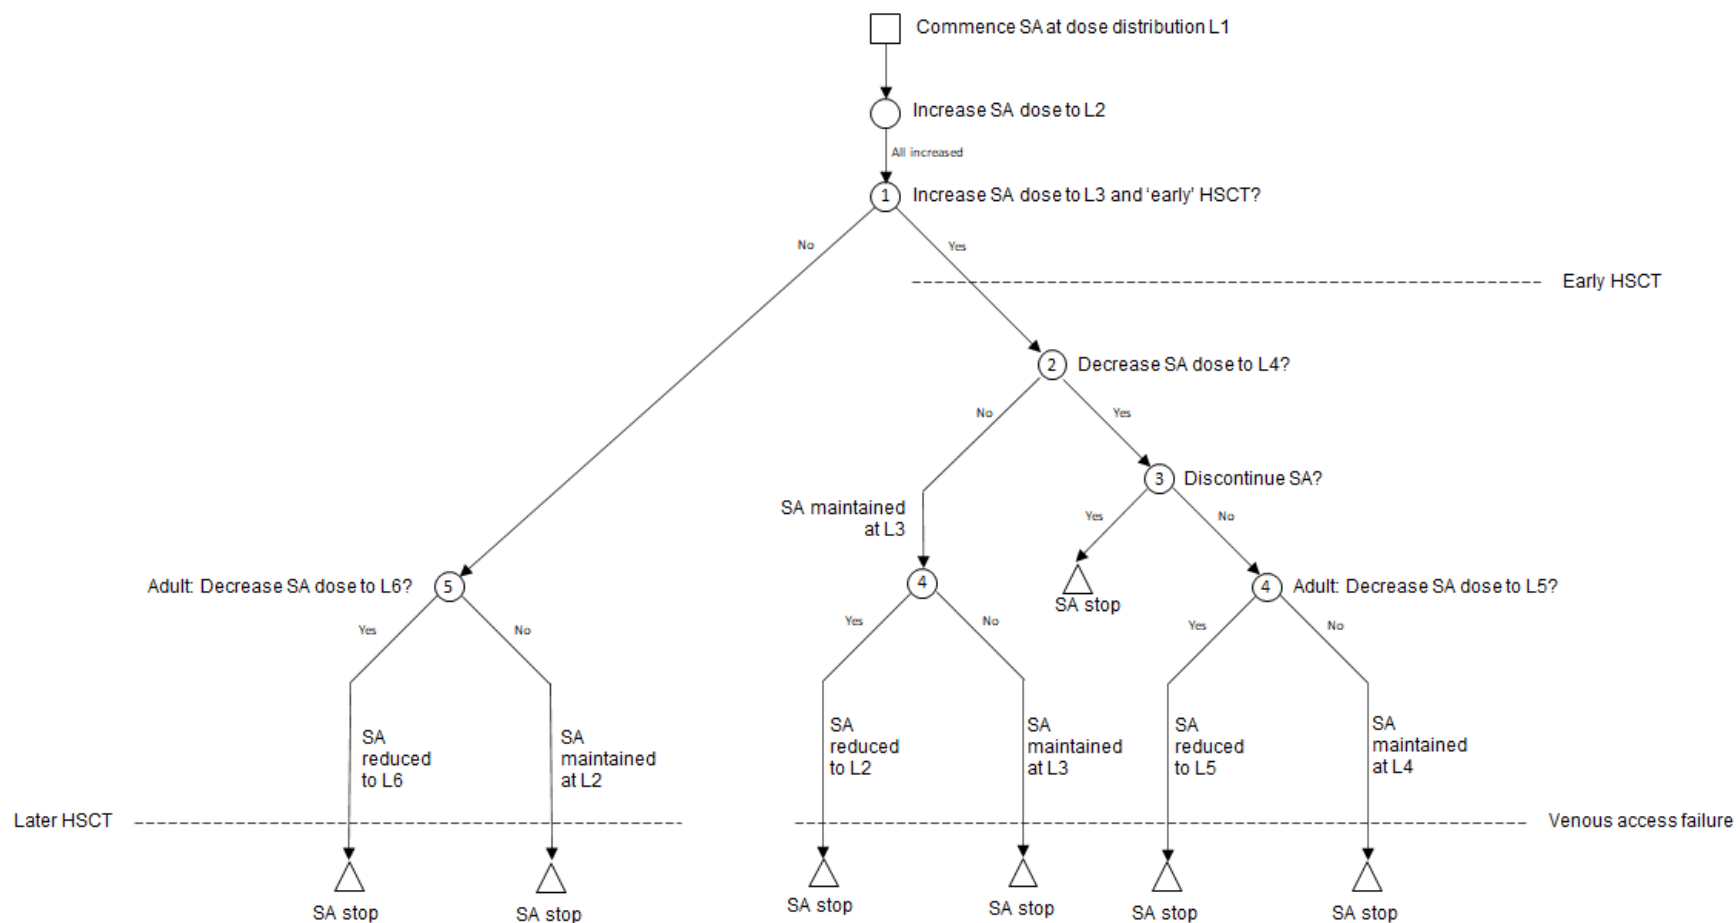 Commence SA at dose distribution L1
Increase SA dose to L2
All increased
1
Increase SA dose to L3 and ‘early’ HSCT?
No
Yes
Early HSCT
2
Decrease SA dose to L4?
No
Yes
3
Discontinue SA?
SA maintained
at L3
Yes
No
Adult: Decrease SA dose to L6?
5
4
SA stop
4
Adult: Decrease SA dose to L5?
Yes
No
Yes
No
Yes
No
SA
reduced
to L6
SA
maintained
at L2
SA
reduced
to L2
SA
maintained
at L3
SA
reduced
to L5
SA
maintained
at L4
Later HSCT
Venous access failure
SA stop
SA stop
SA stop
SA stop
SA stop
SA stop